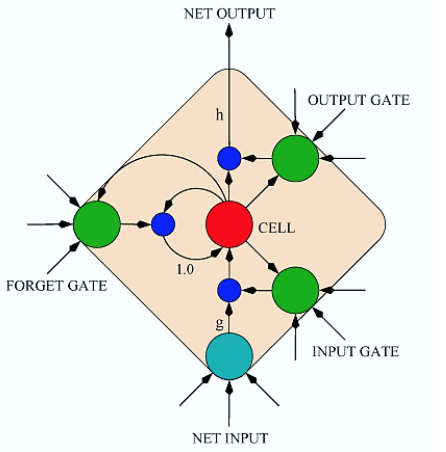 NET OUTPUT
h
OUTPUT GATE
CELL
1.0
FORGET GATE
g
INPUT GATE
NET INPUT